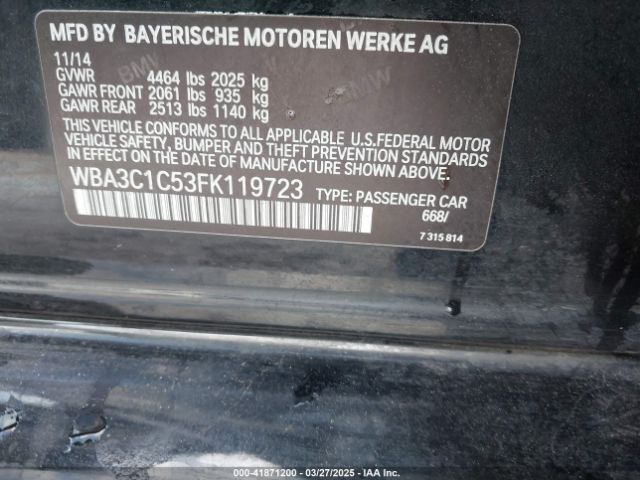 MFD BY BAYERISCHE MOTOREN WERKE AG
11/14
GVWR 4464 lbs 2025 kg
GAWR FRONT 2061 lbs 935 kg
GAWR REAR 2513 lbs 1140 kg
THIS VEHICLE CONFORMS TO ALL APPLICABLE U.S.FEDERAL MOTOR
VEHICLE SAFETY, BUMPER AND THEFT PREVENTION STANDARDS
IN EFFECT ON THE DATE OF MANUFACTURE SHOWN ABOVE.
WBA3C1C53FK119723 TYPE: PASSENGER CAR
668/
7 315 814
000-41871200 — 03/27/2025 — IAA.COM